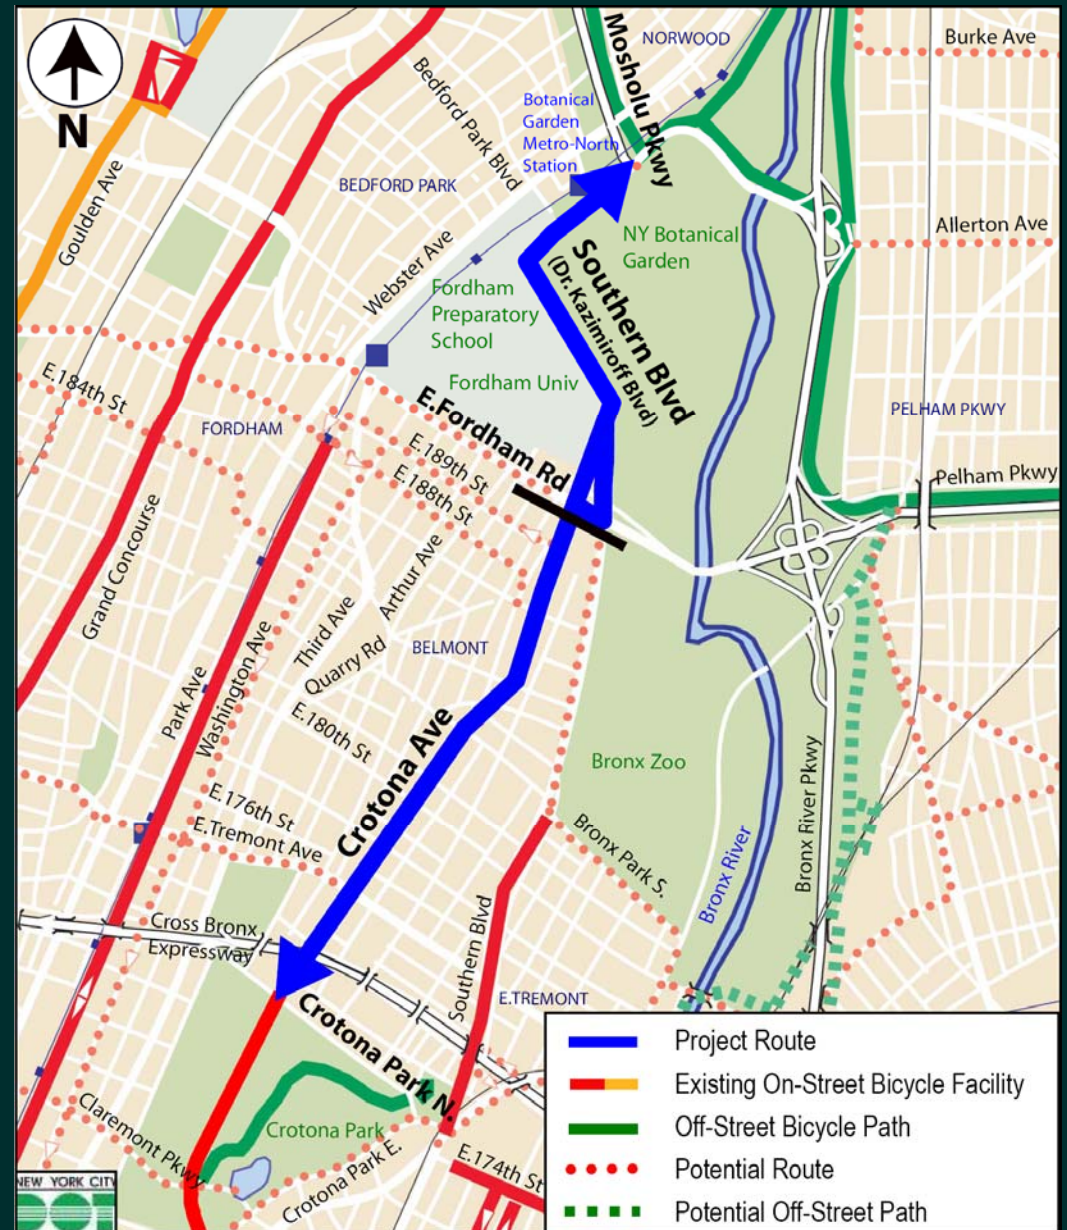 NORWOOD
Burke Ave
Mosholu Pkwy
Bedford Park Blvd
Botanical
Garden
Metro-North
Station
N
Goulden Ave
BEDFORD PARK
Allerton Ave
Webster Ave
NY Botanical
Garden
Southern Blvd
(Dr. Kazimiroff Blvd)
Fordham
Preparatory
School
E.184th St
Fordham Univ
E.Fordham Rd
PELHAM PKWY
FORDHAM
E.189th St
E.188th St
Pelham Pkwy
Grand Concourse
Arthur Ave
Third Ave
Quarry Rd
BELMONT
Park Ave
Washington Ave
E.180th St
Crotona Ave
Bronx Zoo
E.176th St
E.Tremont Ave
Bronx Park S.
Bronx River
Bronx River Pkwy
Cross Bronx
Expressway
Southern Blvd
E.TREMONT
Crotona Park N.
Claremont Pkwy
Crotona Park
Crotona Park E.
E.174th St
NEW YORK CITY
Project Route
Existing On-Street Bicycle Facility
Off-Street Bicycle Path
Potential Route
Potential Off-Street Path